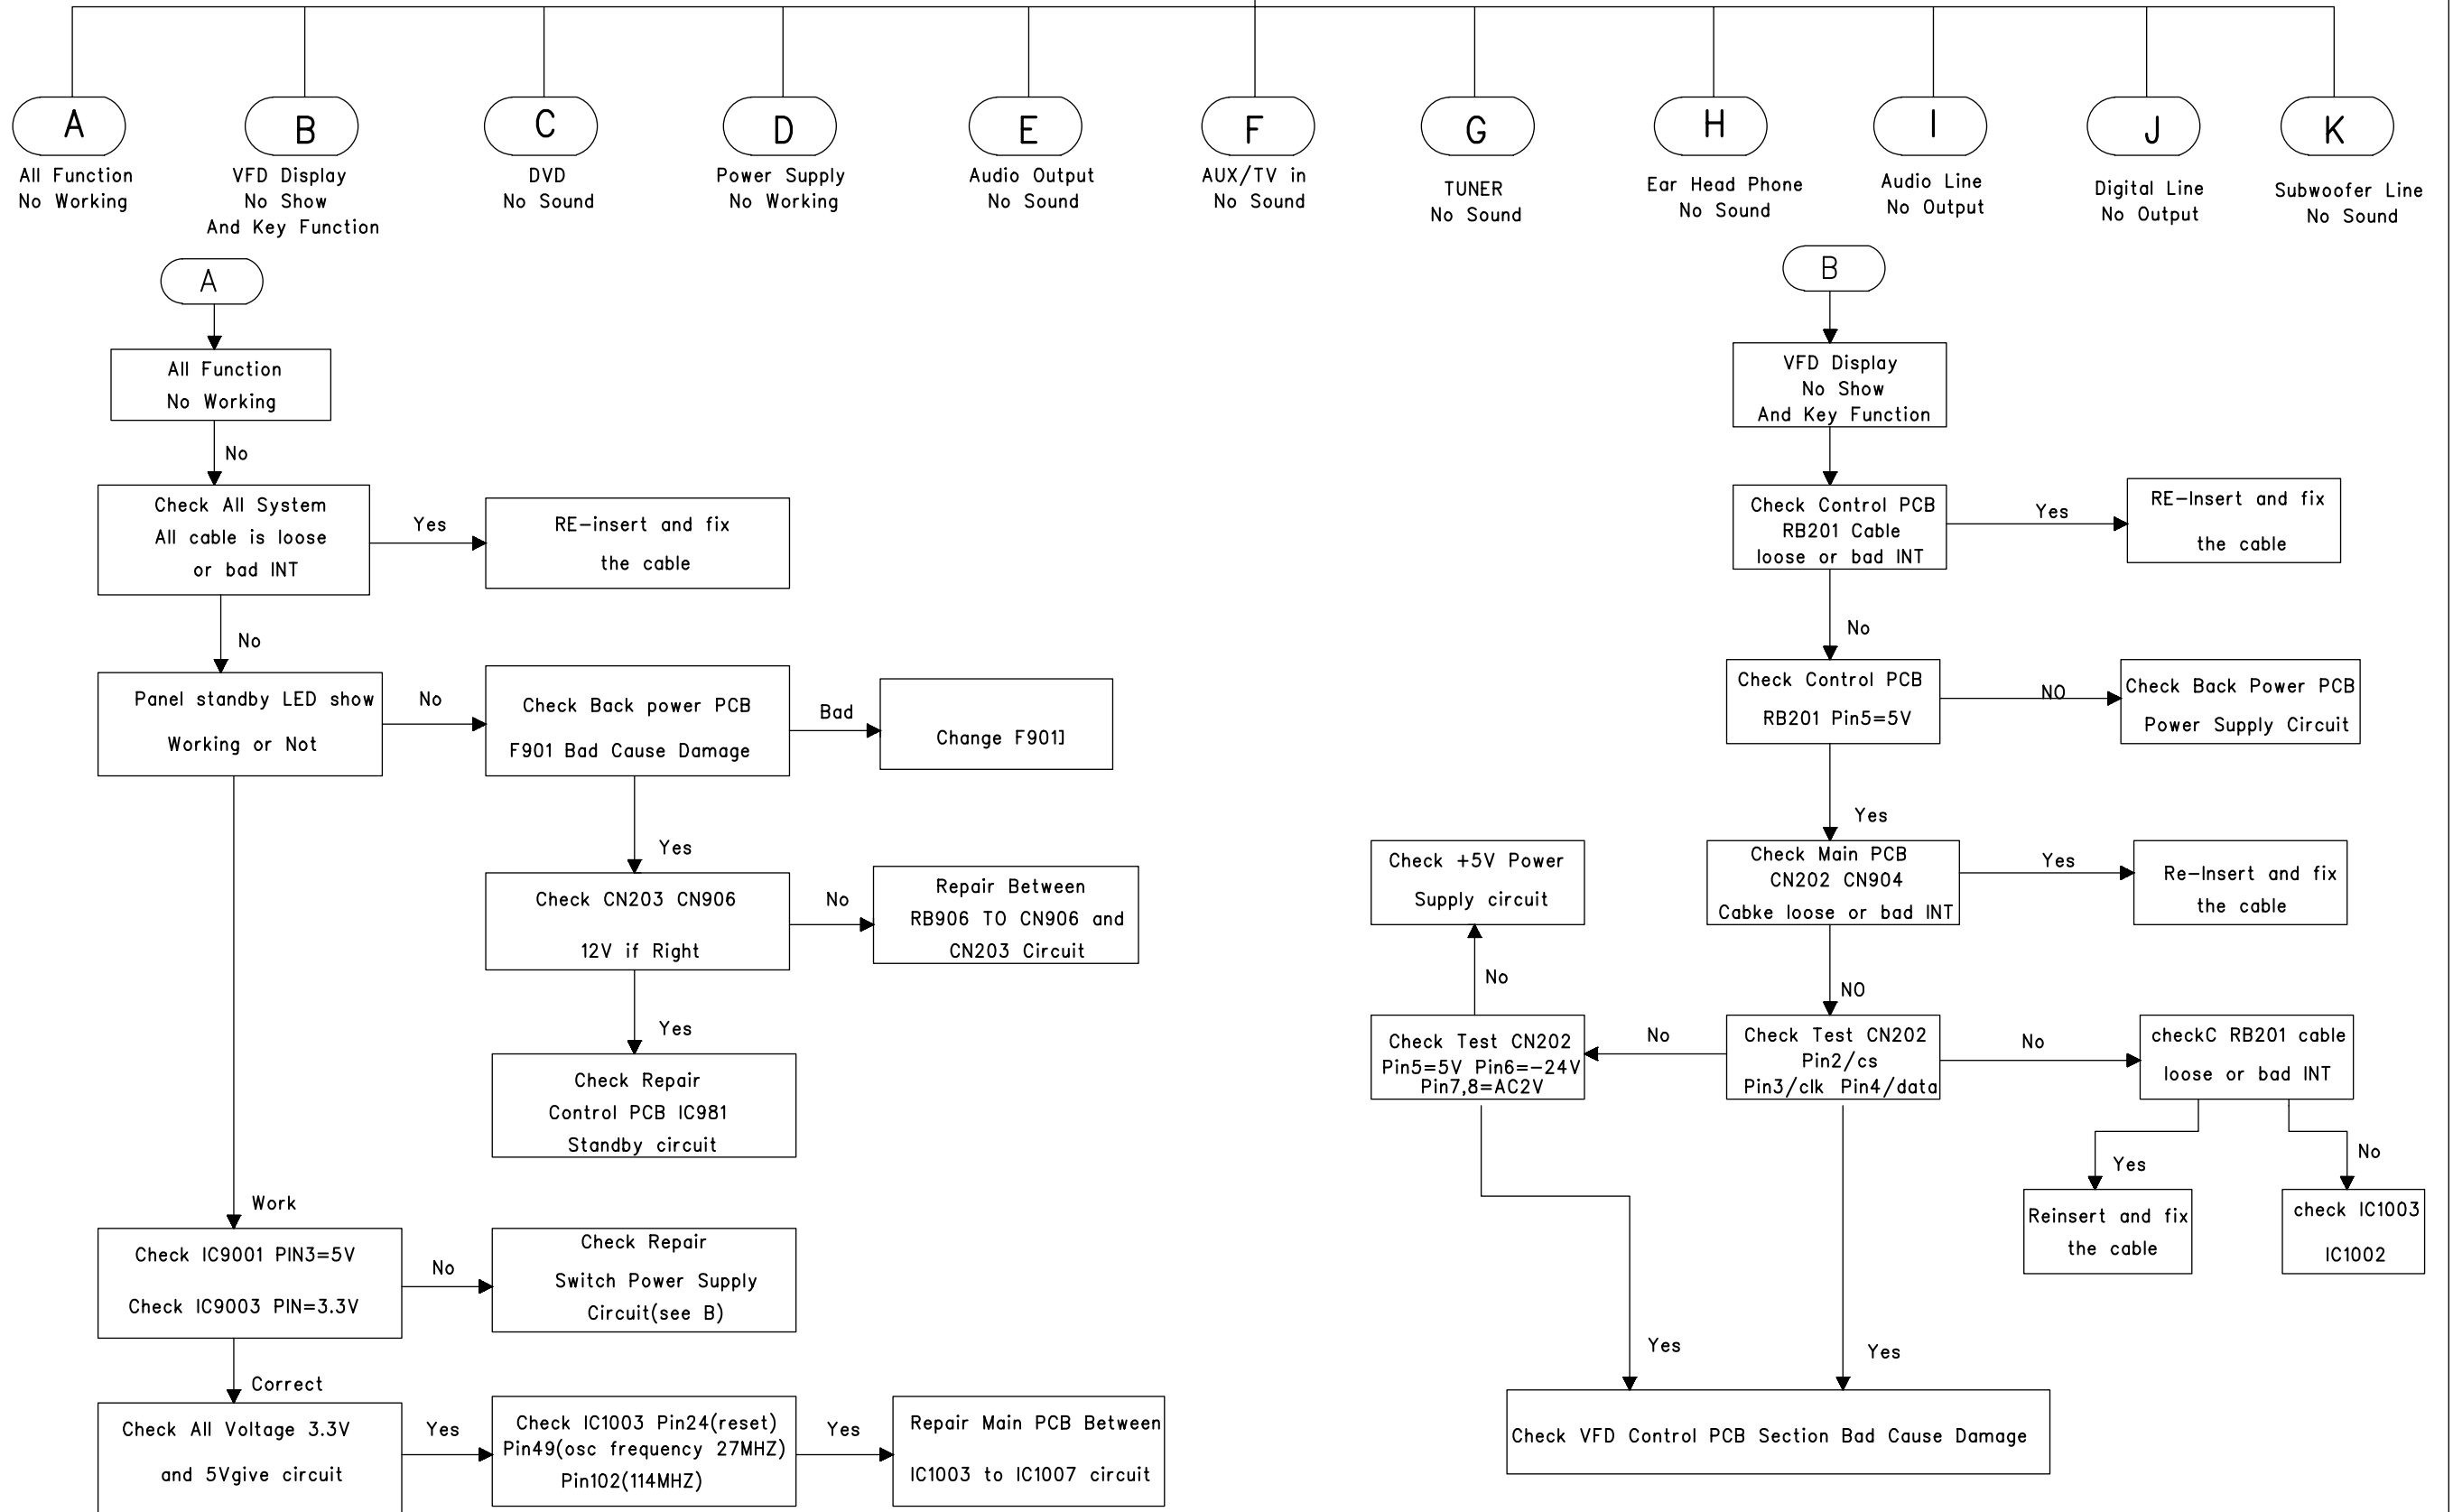 A
B
C
D
E
F
G
H
I
J
K
All Function
No Working
VFD Display
No Show
And Key Function
DVD
No Sound
Power Supply
No Working
Audio Output
No Sound
AUX/TV in
No Sound
TUNER
No Sound
Ear Head Phone
No Sound
Audio Line
No Output
Digital Line
No Output
Subwoofer Line
No Sound
A
All Function
No Working
No
Check All System
All cable is loose
or bad INT
Yes
RE-insert and fix
the cable
No
Panel standby LED show
Working or Not
No
Check Back power PCB
F901 Bad Cause Damage
Bad
Change F901]
Yes
Check CN203 CN906
12V if Right
No
Repair Between
RB906 TO CN906 and
CN203 Circuit
Yes
Check Repair
Control PCB IC981
Standby circuit
Work
Check IC9001 PIN3=5V
Check IC9003 PIN=3.3V
No
Check Repair
Switch Power Supply
Circuit(see B)
Correct
Check All Voltage 3.3V
and 5Vgive circuit
Yes
Check IC1003 Pin24(reset)
Pin49(osc frequency 27MHZ)
Pin102(114MHZ)
Yes
Repair Main PCB Between
IC1003 to IC1007 circuit
B
VFD Display
No Show
And Key Function
Check Control PCB
RB201 Cable
loose or bad INT
Yes
RE-Insert and fix
the cable
No
Check Control PCB
RB201 Pin5=5V
NO
Check Back Power PCB
Power Supply Circuit
Yes
Check Main PCB
CN202 CN904
Cabke loose or bad INT
Yes
Re-Insert and fix
the cable
NO
Check Test CN202
Pin2/cs
Pin3/clk Pin4/data
No
Check Test CN202
Pin5=5V Pin6=-24V
Pin7,8=AC2V
No
Check +5V Power
Supply circuit
No
checkC RB201 cable
loose or bad INT
Yes
Reinsert and fix
the cable
No
check IC1003
IC1002
Yes
Yes
Check VFD Control PCB Section Bad Cause Damage